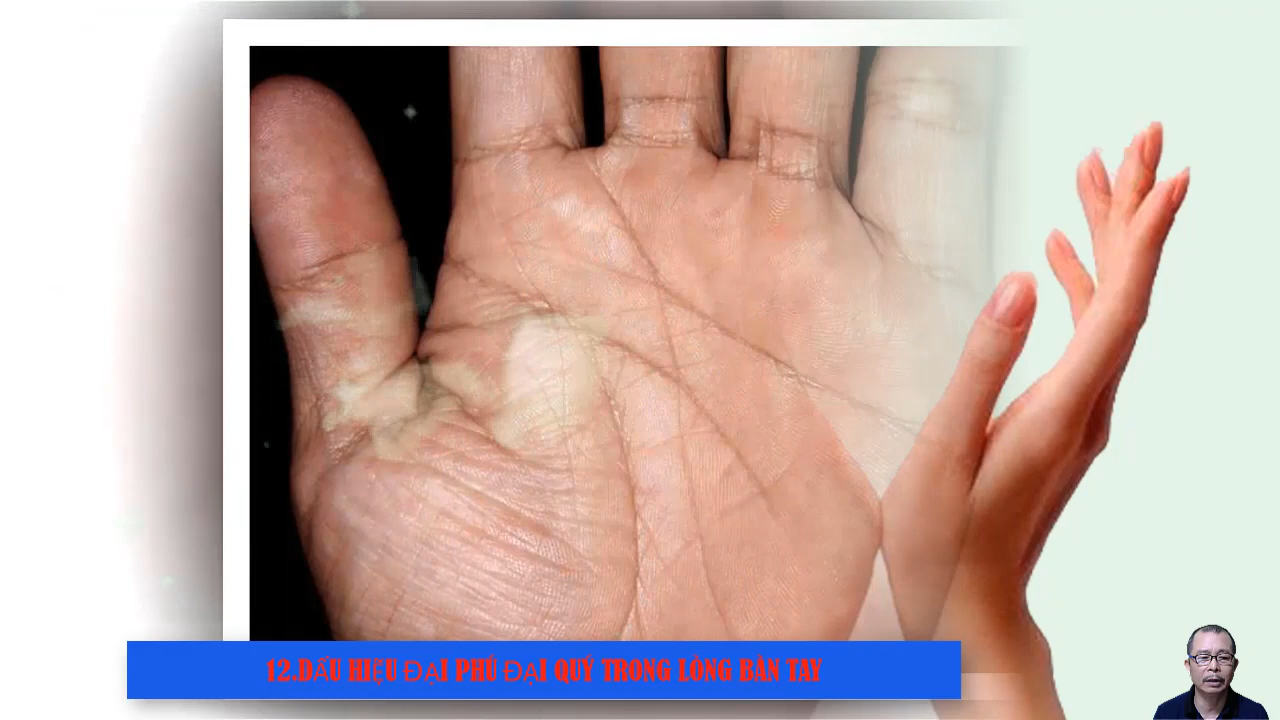 12.DẤU HIỆU ĐẠI PHÚ ĐẠI QUÝ TRONG LÒNG BÀN TAY